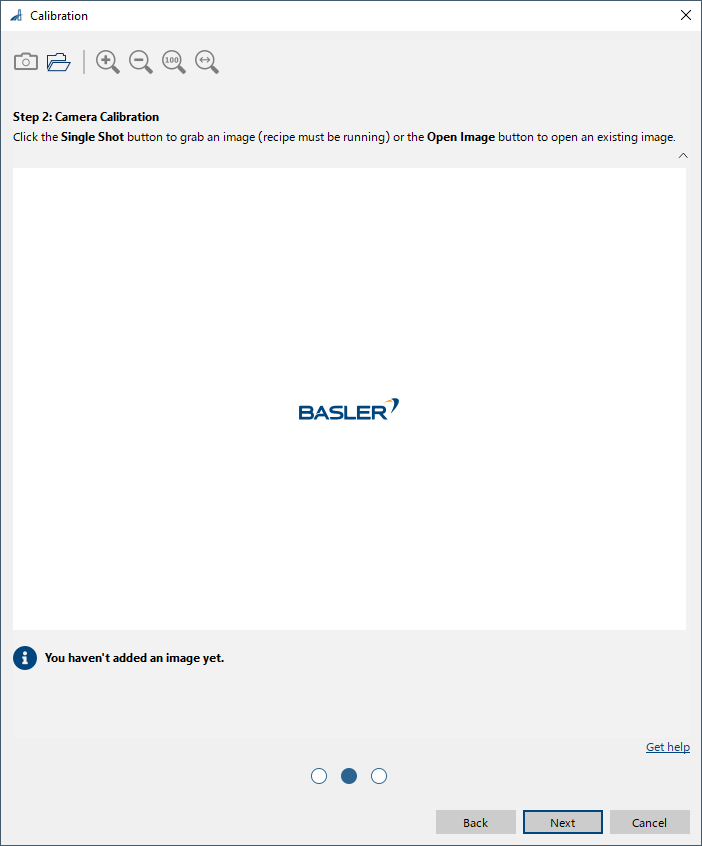 Calibration
100
Step 2: Camera Calibration
Click the Single Shot button to grab an image (recipe must be running) or the Open Image button to open an existing image.
BASLER
You haven't added an image yet.
Get help
Back
Next
Cancel